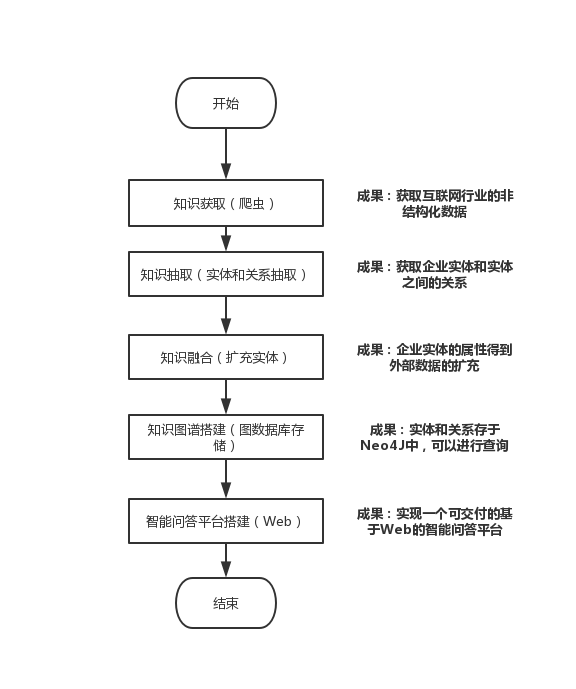 开始
知识获取（爬虫）
成果：获取互联网行业的非
结构化数据
知识抽取（实体和关系抽取）
成果：获取企业实体和实体
之间的关系
知识融合（扩充实体）
成果：企业实体的属性得到
外部数据的扩充
知识图谱搭建（图数据库存
储）
成果：实体和关系存于
Neo4J中，可以进行查询
智能问答平台搭建（Web）
成果：实现一个可交付的基
于Web的智能问答平台
结束